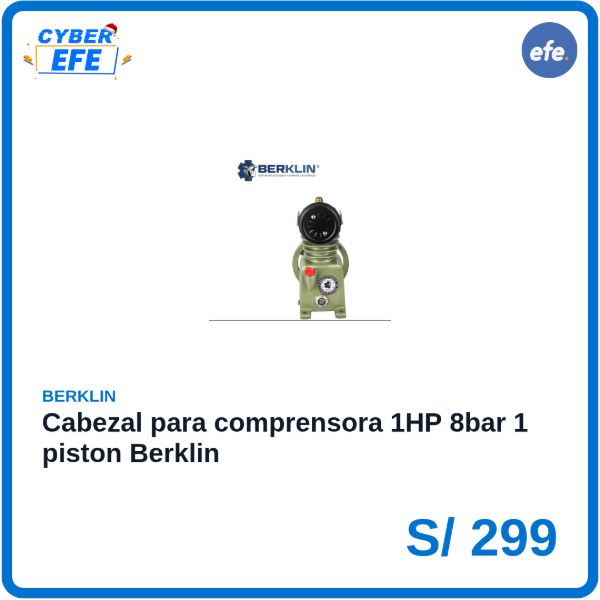 CYBER
EFE
efe.
BERKLIN®
BERKLIN
Cabezal para comprensora 1HP 8bar 1
piston Berklin
S/ 299